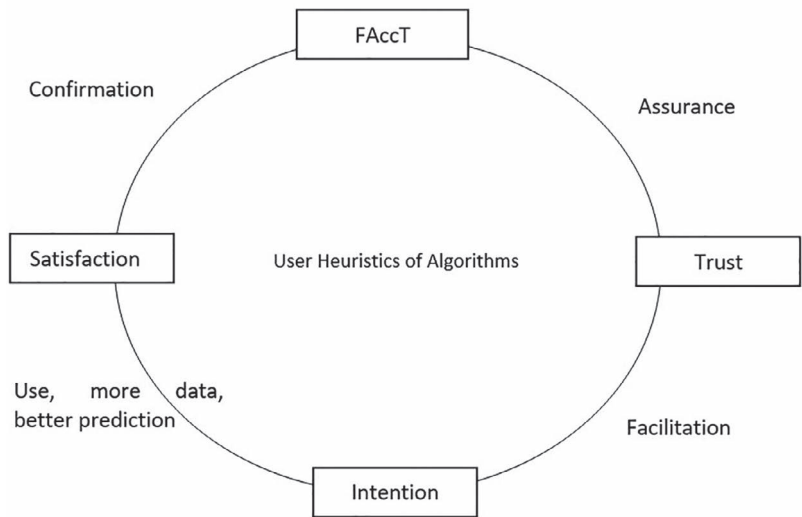 FAccT
Confirmation
Assurance
Satisfaction
User Heuristics of Algorithms
Trust
Use, more data,
better prediction
Facilitation
Intention